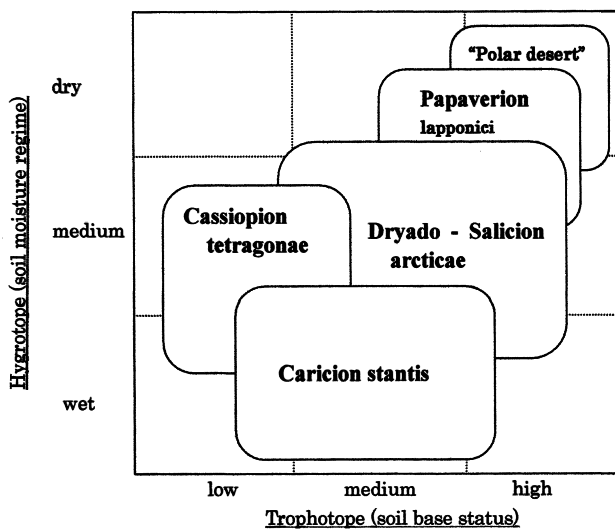 "Polar desert"
dry
Papaverion
lapponici
Hygrotope (soil moisture regime)
Cassiopion
tetragonae
medium
Dryado - Salicion
arcticae
Caricion stantis
wet
low
medium
high
Trophotope (soil base status)